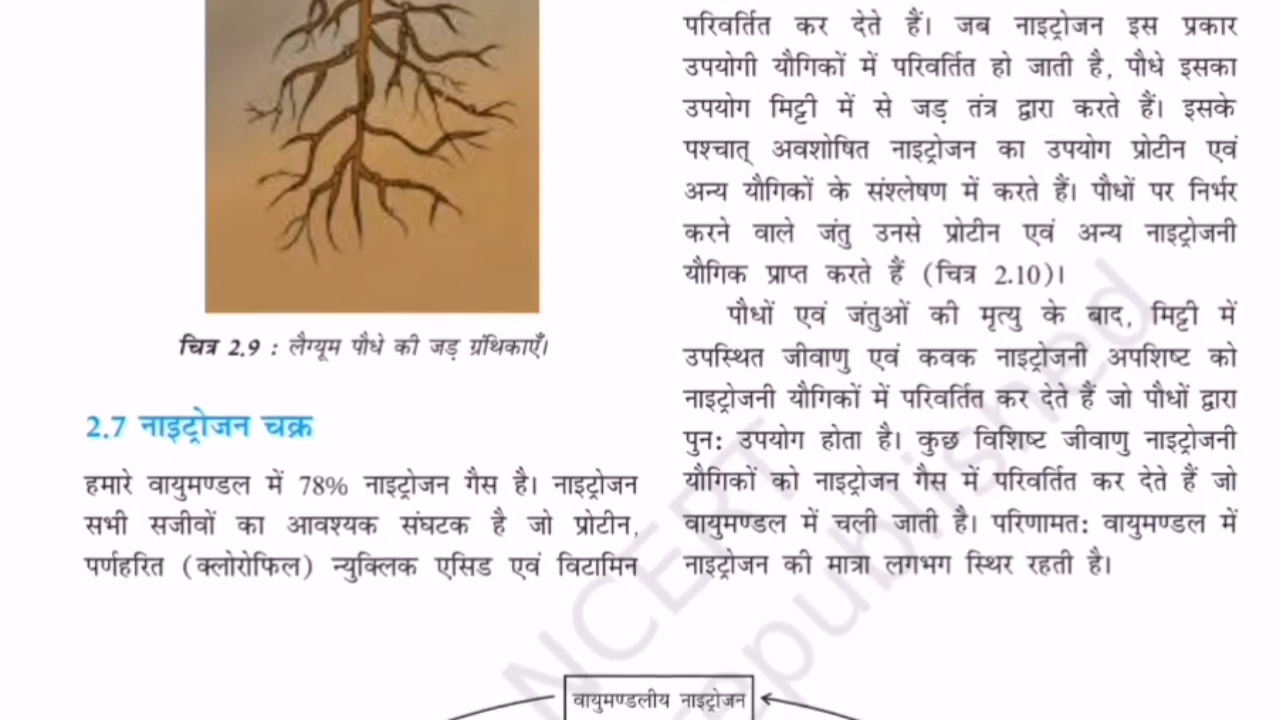 चित्र 2.9 : लैग्यूम पौधे की जड़ ग्रंथिकाएँ।
2.7 नाइट्रोजन चक्र
हमारे वायुमण्डल में 78% नाइट्रोजन गैस है। नाइट्रोजन
सभी सजीवों का आवश्यक संघटक है जो प्रोटीन,
पर्णहरित (क्लोरोफिल) न्युक्लिक एसिड एवं विटामिन
परिवर्तित कर देते हैं। जब नाइट्रोजन इस प्रकार
उपयोगी यौगिकों में परिवर्तित हो जाती है, पौधे इसका
उपयोग मिट्टी में से जड़ तंत्र द्वारा करते हैं। इसके
पश्चात् अवशोषित नाइट्रोजन का उपयोग प्रोटीन एवं
अन्य यौगिकों के संश्लेषण में करते हैं। पौधों पर निर्भर
करने वाले जंतु उनसे प्रोटीन एवं अन्य नाइट्रोजनी
यौगिक प्राप्त करते हैं (चित्र 2.10)।
पौधों एवं जंतुओं की मृत्यु के बाद, मिट्टी में
उपस्थित जीवाणु एवं कवक नाइट्रोजनी अपशिष्ट को
नाइट्रोजनी यौगिकों में परिवर्तित कर देते हैं जो पौधों द्वारा
पुन: उपयोग होता है। कुछ विशिष्ट जीवाणु नाइट्रोजनी
यौगिकों को नाइट्रोजन गैस में परिवर्तित कर देते हैं जो
वायुमण्डल में चली जाती है। परिणामत: वायुमण्डल में
नाइट्रोजन की मात्रा लगभग स्थिर रहती है।
वायुमण्डलीय नाइट्रोजन
NCERT
republished